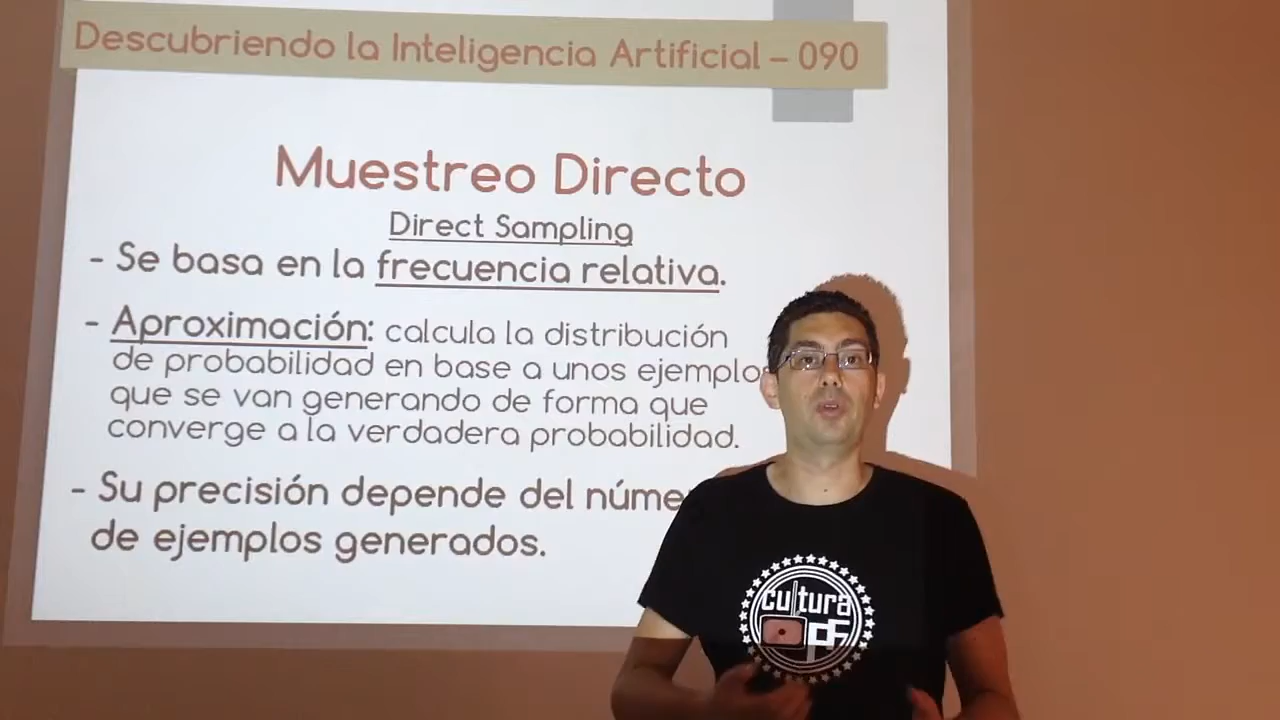 Descubriendo la Inteligencia Artificial – 090
Muestreo Directo
Direct Sampling
- Se basa en la frecuencia relativa.
- Aproximación: calcula la distribución
de probabilidad en base a unos ejemplo
que se van generando de forma que
converge a la verdadera probabilidad.
- Su precisión depende del núme
de ejemplos generados.
cultura